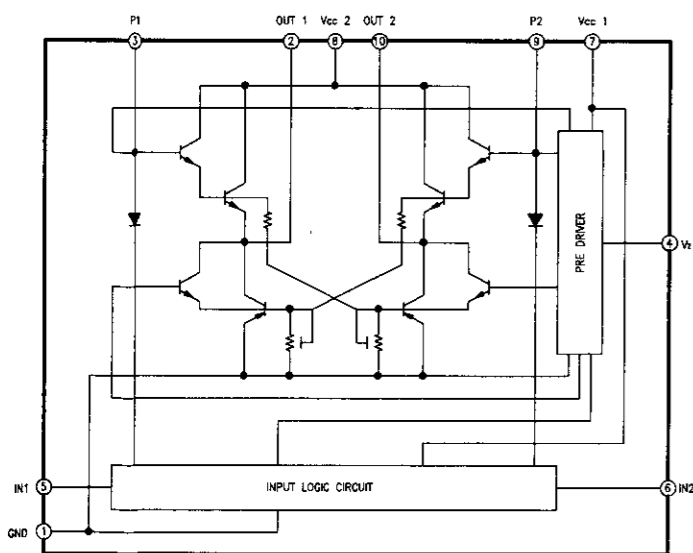 P1 OUT 1 Vcc 2 OUT 2 P2 Vcc 1
3 2 8 10 9 7
PRE DRIVER
4 Vz
IN1 5 INPUT LOGIC CIRCUIT 6 IN2
GND 1